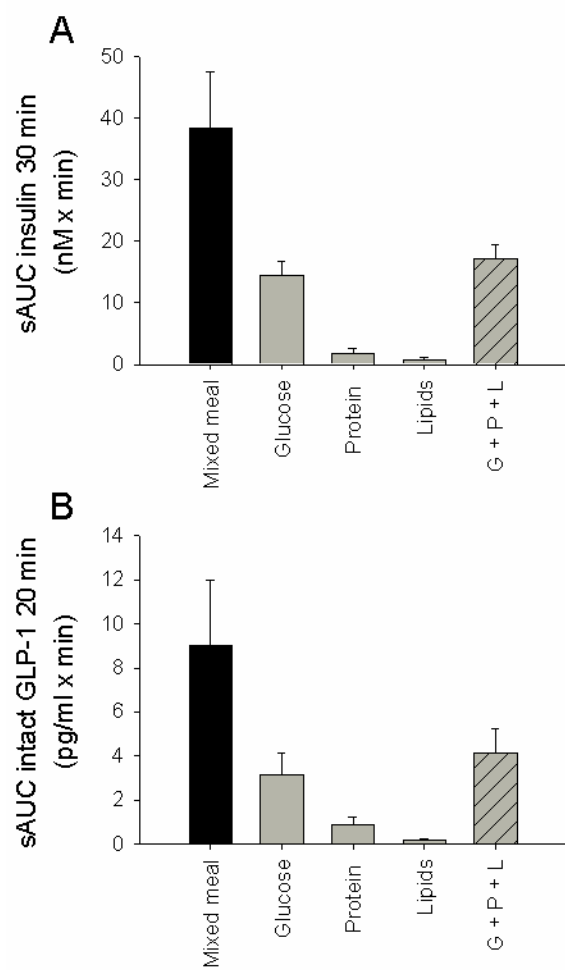 A
sAUC insulin 30 min
(nM x min)
50
40
30
20
10
0
Mixed meal
Glucose
Protein
Lipids
G + P + L
B
sAUC intact GLP-1 20 min
(pg/ml x min)
14
12
10
8
6
4
2
0
Mixed meal
Glucose
Protein
Lipids
G + P + L